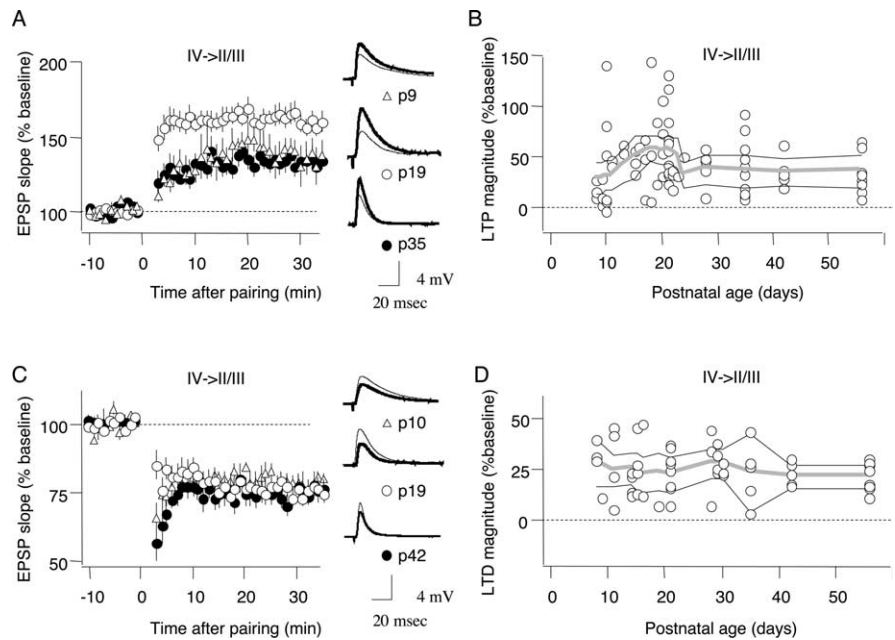 A
IV->II/III
EPSP slope (% baseline)
200
150
100
-10 0 10 20 30
Time after pairing (min)
p9
p19
p35
4 mV
20 msec
B
IV->II/III
LTP magnitude (%baseline)
150
100
50
0
0 10 20 30 40 50
Postnatal age (days)
C
IV->II/III
EPSP slope (% baseline)
100
75
50
-10 0 10 20 30
Time after pairing (min)
p10
p19
p42
4 mV
20 msec
D
IV->II/III
LTD magnitude (%baseline)
50
25
0
0 10 20 30 40 50
Postnatal age (days)